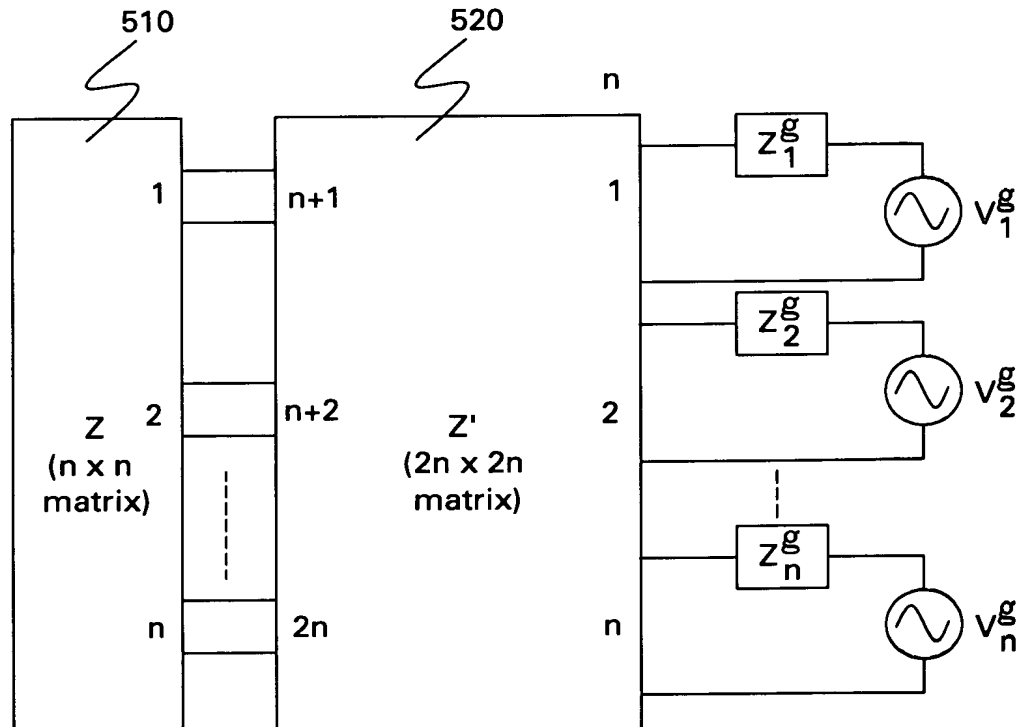 510
520
n
1
n+1
1
Z₁ᵍ
V₁ᵍ
Z₂ᵍ
V₂ᵍ
2
n+2
2
Z
(n x n
matrix)
Z'
(2n x 2n
matrix)
Zₙᵍ
Vₙᵍ
n
2n
n